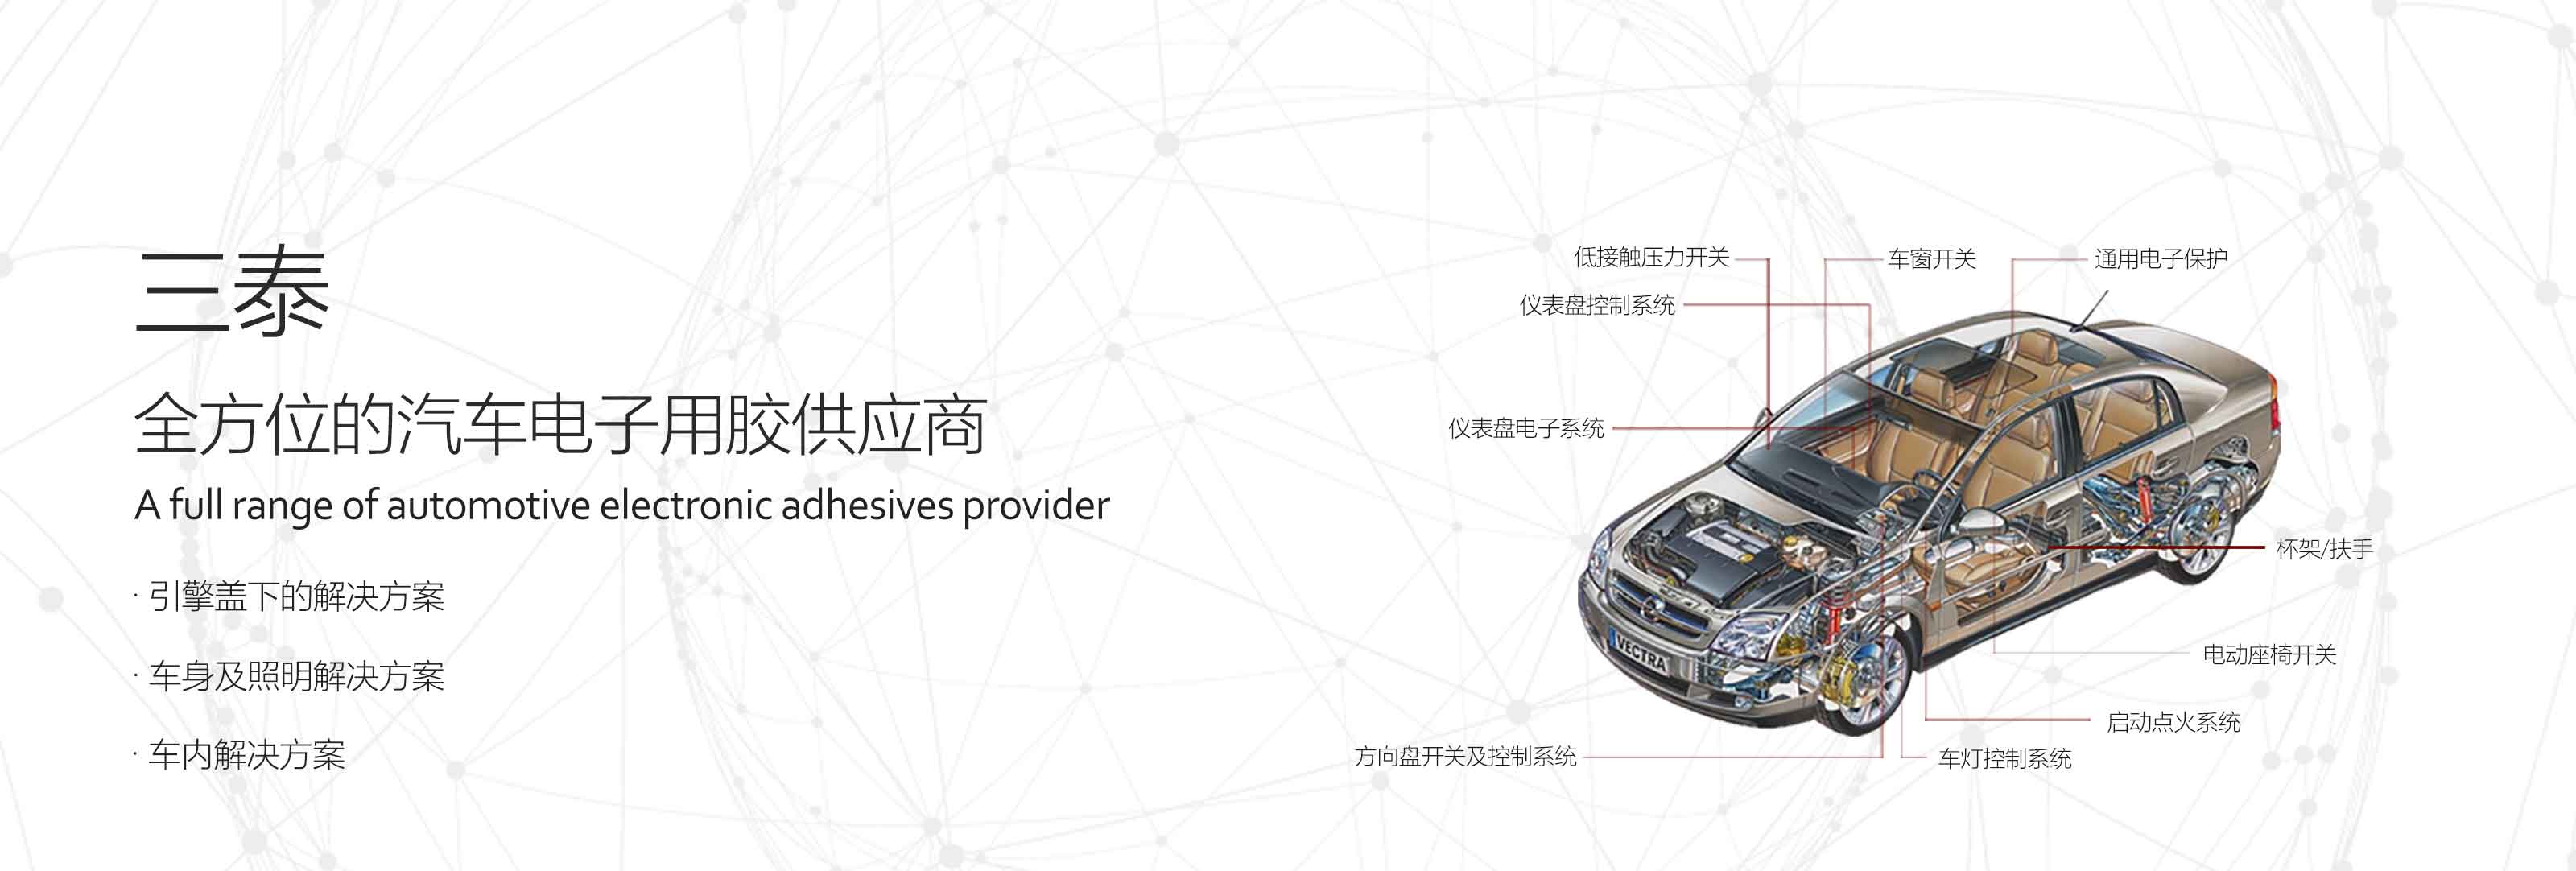 三泰
全方位的汽车电子用胶供应商
A full range of automotive electronic adhesives provider
· 引擎盖下的解决方案
· 车身及照明解决方案
· 车内解决方案
低接触压力开关
车窗开关
通用电子保护
仪表盘控制系统
仪表盘电子系统
杯架/扶手
VECTRA
电动座椅开关
启动点火系统
方向盘开关及控制系统
车灯控制系统